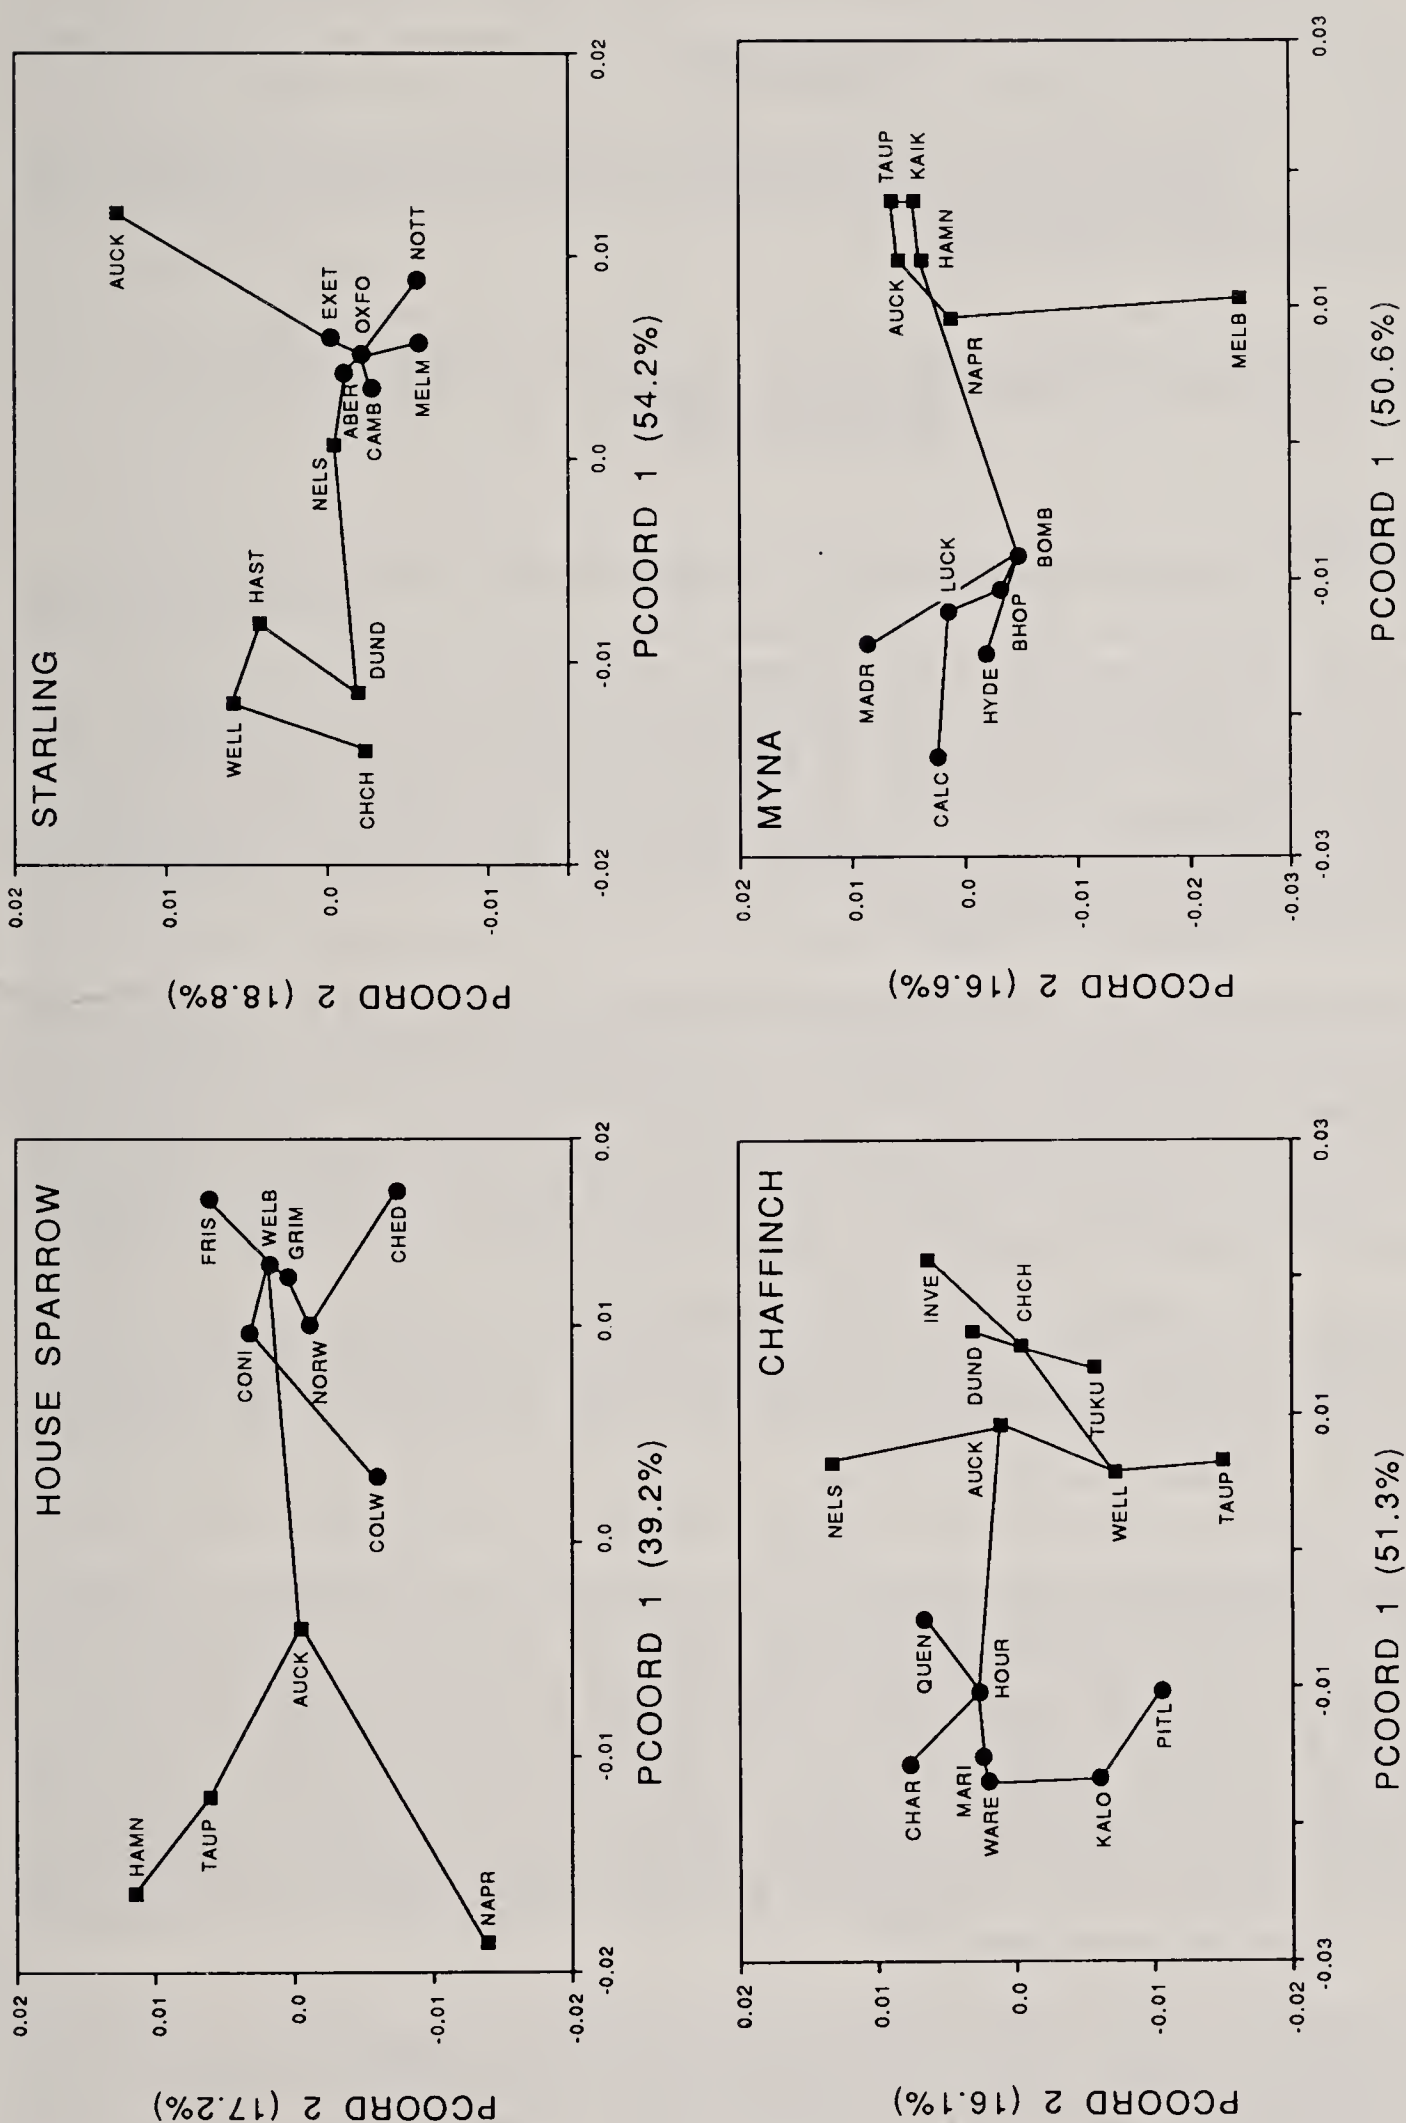 HOUSE SPARROW
0.02
0.01
0.0
-0.01
-0.02
PCOORD 2 (17.2%)
HAMN
TAUP
NAPR
AUCK
COLW
CONI
NORW
FRIS
WELB
GRIM
CHED
-0.02
-0.01
0.0
0.01
0.02
PCOORD 1 (39.2%)
STARLING
0.02
0.01
0.0
-0.01
PCOORD 2 (18.8%)
WELL
CHCH
HAST
DUND
NELS
ABER
CAMB
AUCK
EXET
OXFO
MELM
NOTT
-0.02
-0.01
0.0
0.01
0.02
PCOORD 1 (54.2%)
CHAFFINCH
0.02
0.01
0.0
-0.01
-0.02
PCOORD 2 (16.1%)
CHAR
MARI
WARE
KALO
QUEN
HOUR
PITL
NELS
AUCK
WELL
TAUP
DUND
TUKU
INVE
CHCH
-0.03
-0.01
0.01
0.03
PCOORD 1 (51.3%)
MYNA
0.02
0.01
0.0
-0.01
-0.02
-0.03
PCOORD 2 (16.6%)
CALC
MADR
HYDE
LUCK
BHOP
BOMB
AUCK
NAPR
MELB
TAUP
KAIK
HAMN
-0.03
-0.01
0.01
0.03
PCOORD 1 (50.6%)